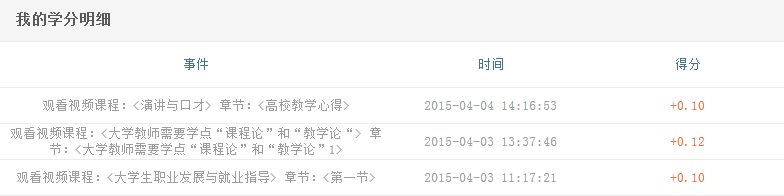 我的学分明细
事件 时间 得分
观看视频课程：<演讲与口才> 章节：<高校教学心得> 2015-04-04 14:16:53 +0.10
观看视频课程：<大学教师需要学点“课程论”和“教学论“> 章
节：<大学教师需要学点“课程论”和“教学论”1> 2015-04-03 13:37:46 +0.12
观看视频课程：<大学生职业发展与就业指导> 章节：<第一节> 2015-04-03 11:17:21 +0.10